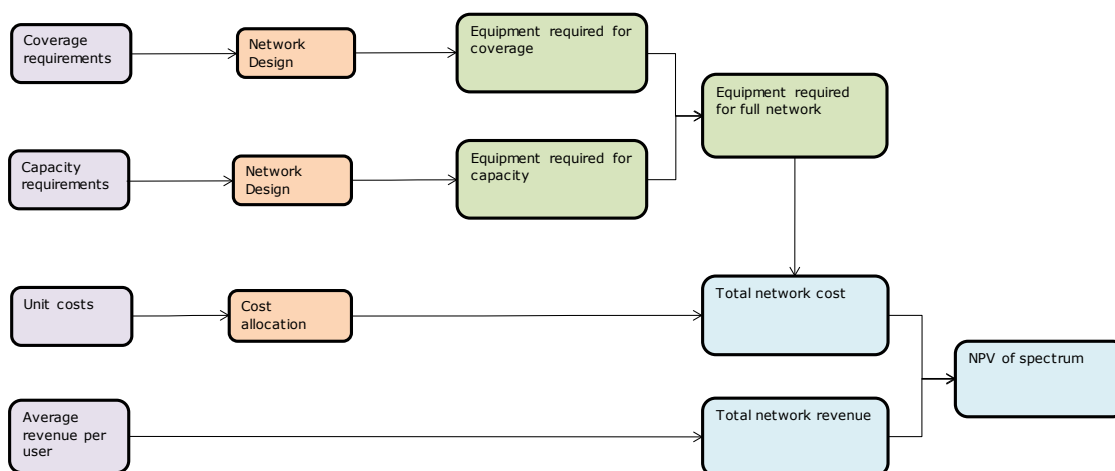 Coverage
requirements
Network
Design
Equipment required for
coverage
Equipment required
for full network
Capacity
requirements
Network
Design
Equipment required for
capacity
Unit costs
Cost
allocation
Total network cost
NPV of spectrum
Average
revenue per
user
Total network revenue